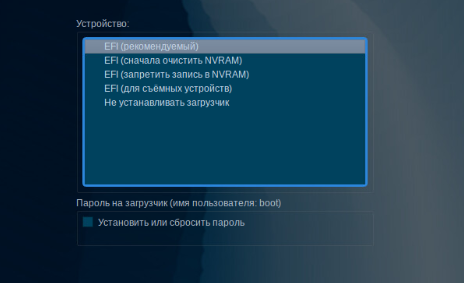 Устройство:
EFI (рекомендуемый)
EFI (сначала очистить NVRAM)
EFI (запретить запись в NVRAM)
EFI (для съёмных устройств)
Не устанавливать загрузчик
Пароль на загрузчик (имя пользователя: boot)
Установить или сбросить пароль